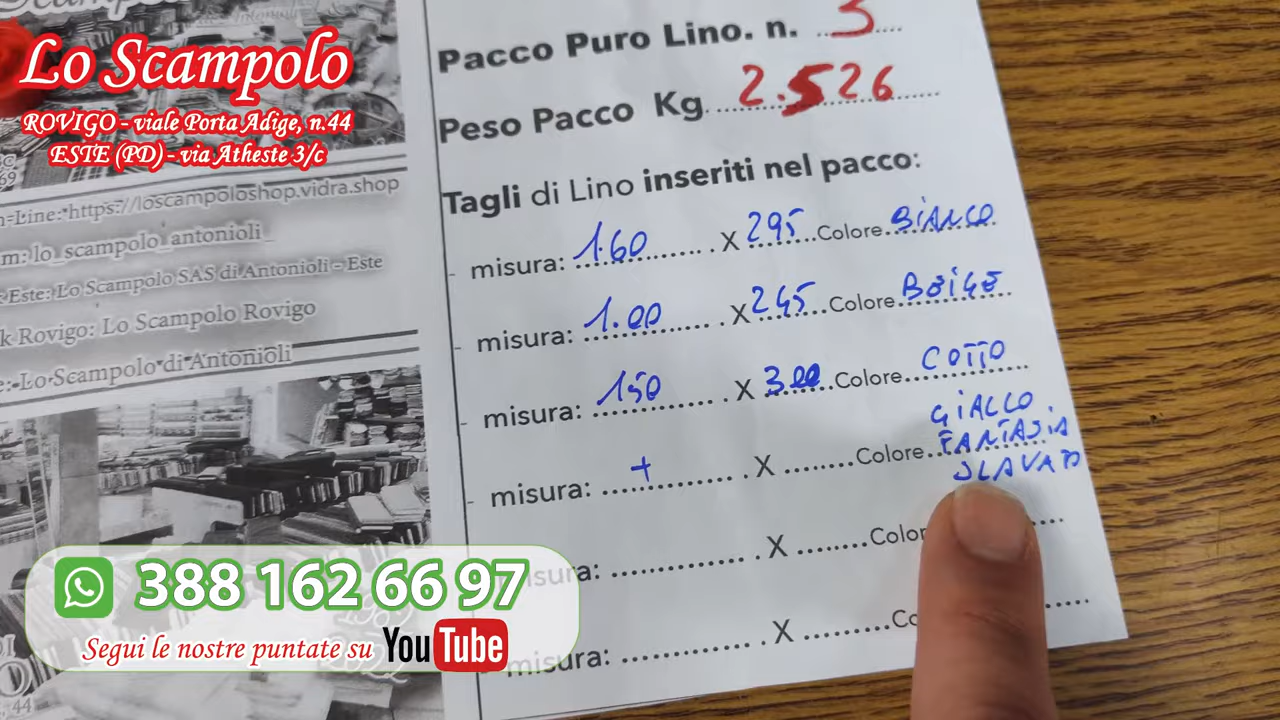 Lo Scampolo
ROVIGO - viale Porta Adige, n.44
ESTE (PD) - via Atheste 3/c
n-Line: https://loscampoloshop.vidra.shop
m: lo_scampolo_antonioli_
Este: Lo Scampolo SAS di Antonioli - Este
k Rovigo: Lo Scampolo Rovigo
e: Lo Scampolo di Antonioli
Pacco Puro Lino. n. 3
Peso Pacco Kg. 2.526
Tagli di Lino inseriti nel pacco:
- misura: 1.60 X 295 Colore BIANCO
- misura: 1.00 X 245 Colore BEIGE
- misura: 150 X 300 Colore COTTO
GIALLO
- misura: + X Colore FANTASIA
SLAVATO
misura: X Color
misura: X Co
388 162 66 97
Segui le nostre puntate su YouTube